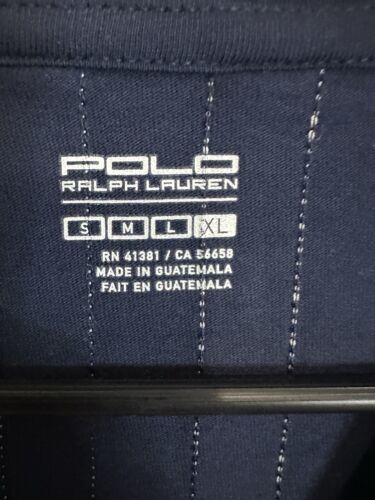 POLO
RALPH LAUREN
S M L XL
RN 41381 / CA 56658
MADE IN GUATEMALA
FAIT EN GUATEMALA